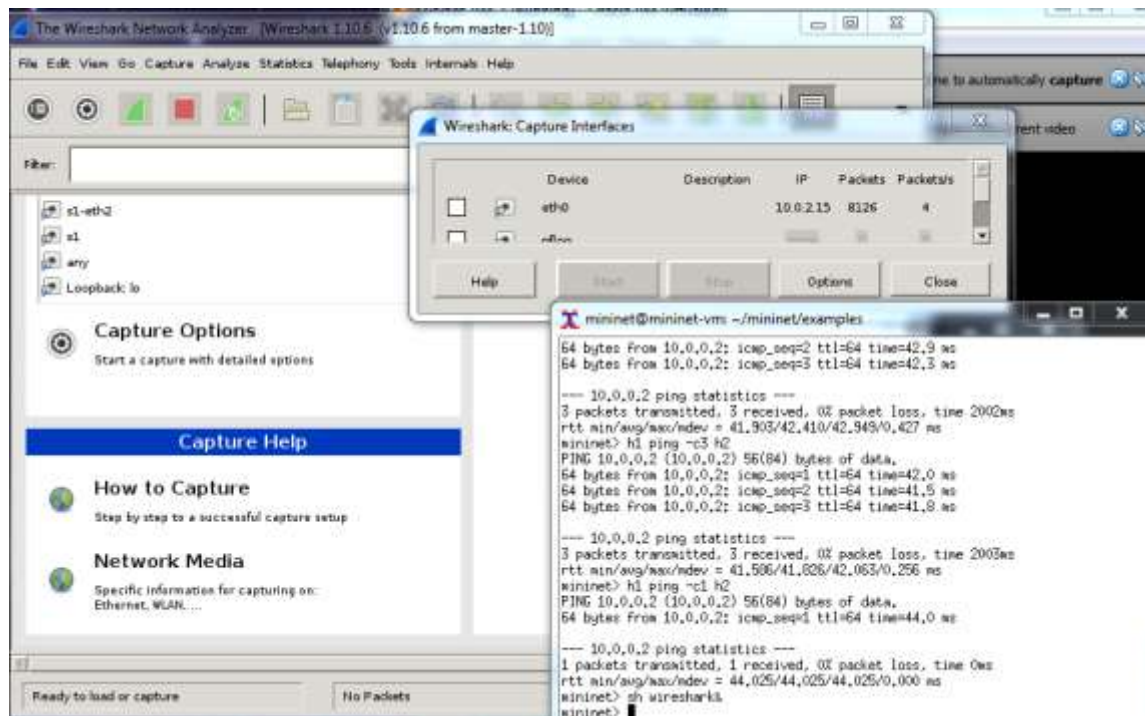 The Wireshark Network Analyzer [Wireshark 1.10.6 (v1.10.6 from master-1.10)]
File Edit View Go Capture Analyze Statistics Telephony Tools Internals Help
Filter:
s1-eth2
s1
any
Loopback: lo
Capture Options
Start a capture with detailed options
Capture Help
How to Capture
Step by step to a successful capture setup
Network Media
Specific information for capturing on:
Ethernet, WLAN, ...
Ready to load or capture
No Packets
to automatically capture
rent video
Wireshark: Capture Interfaces
Device Description IP Packets Packets/s
eth0 10.0.2.15 8126 4
Help Start Stop Options Close
mininet@mininet-vm: ~/mininet/examples
64 bytes from 10.0.0.2: icmp_seq=2 ttl=64 time=42.9 ms
64 bytes from 10.0.0.2: icmp_seq=3 ttl=64 time=42.3 ms
--- 10.0.0.2 ping statistics ---
3 packets transmitted, 3 received, 0% packet loss, time 2002ms
rtt min/avg/max/mdev = 41.903/42.410/42.949/0.427 ms
mininet> h1 ping -c3 h2
PING 10.0.0.2 (10.0.0.2) 56(84) bytes of data.
64 bytes from 10.0.0.2: icmp_seq=1 ttl=64 time=42.0 ms
64 bytes from 10.0.0.2: icmp_seq=2 ttl=64 time=41.5 ms
64 bytes from 10.0.0.2: icmp_seq=3 ttl=64 time=41.8 ms
--- 10.0.0.2 ping statistics ---
3 packets transmitted, 3 received, 0% packet loss, time 2003ms
rtt min/avg/max/mdev = 41.586/41.826/42.063/0.256 ms
mininet> h1 ping -c1 h2
PING 10.0.0.2 (10.0.0.2) 56(84) bytes of data.
64 bytes from 10.0.0.2: icmp_seq=1 ttl=64 time=44.0 ms
--- 10.0.0.2 ping statistics ---
1 packets transmitted, 1 received, 0% packet loss, time 0ms
rtt min/avg/max/mdev = 44.025/44.025/44.025/0.000 ms
mininet> sh wireshark&
mininet>